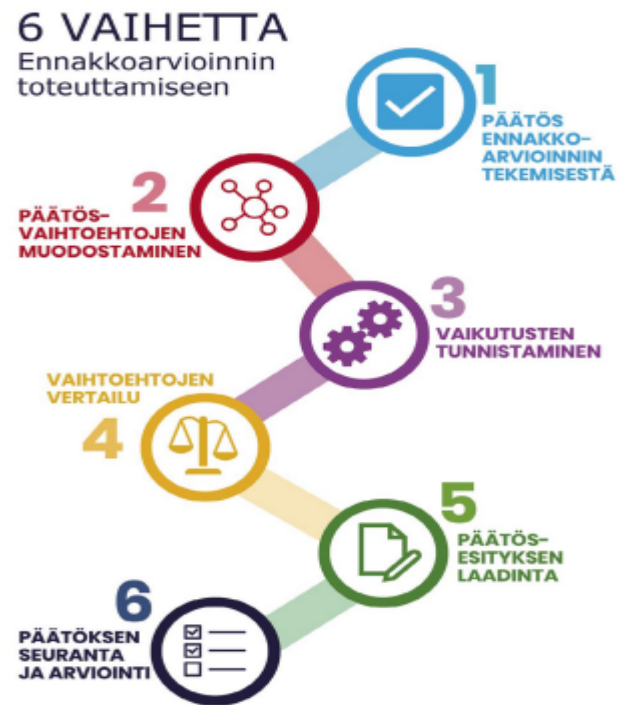 6 VAIHETTA
Ennakkoarvioinnin
toteuttamiseen
1
PÄÄTÖS
ENNAKKO-
ARVIOINNIN
TEKEMISESTÄ
2
PÄÄTÖS-
VAIHTOEHTOJEN
MUODOSTAMINEN
3
VAIKUTUSTEN
TUNNISTAMINEN
VAIHTOEHTOJEN
VERTAILU
4
5
PÄÄTÖS-
ESITYKSEN
LAADINTA
6
PÄÄTÖKSEN
SEURANTA
JA ARVIOINTI